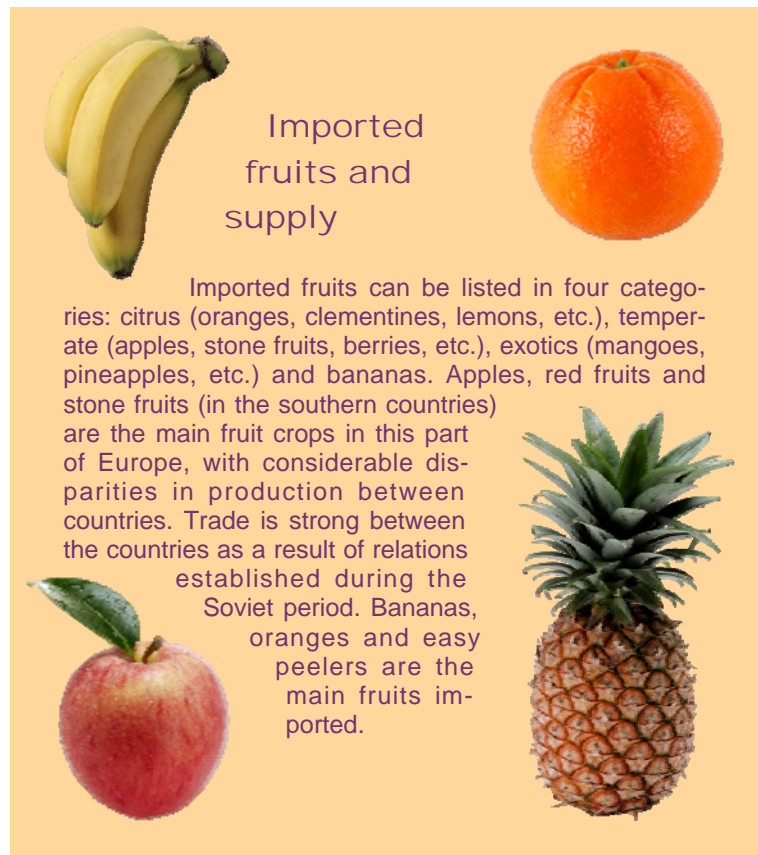 Imported
fruits and
supply
Imported fruits can be listed in four catego-
ries: citrus (oranges, clementines, lemons, etc.), temper-
ate (apples, stone fruits, berries, etc.), exotics (mangoes,
pineapples, etc.) and bananas. Apples, red fruits and
stone fruits (in the southern countries)
are the main fruit crops in this part
of Europe, with considerable dis-
parities in production between
countries. Trade is strong between
the countries as a result of relations
established during the
Soviet period. Bananas,
oranges and easy
peelers are the
main fruits im-
ported.